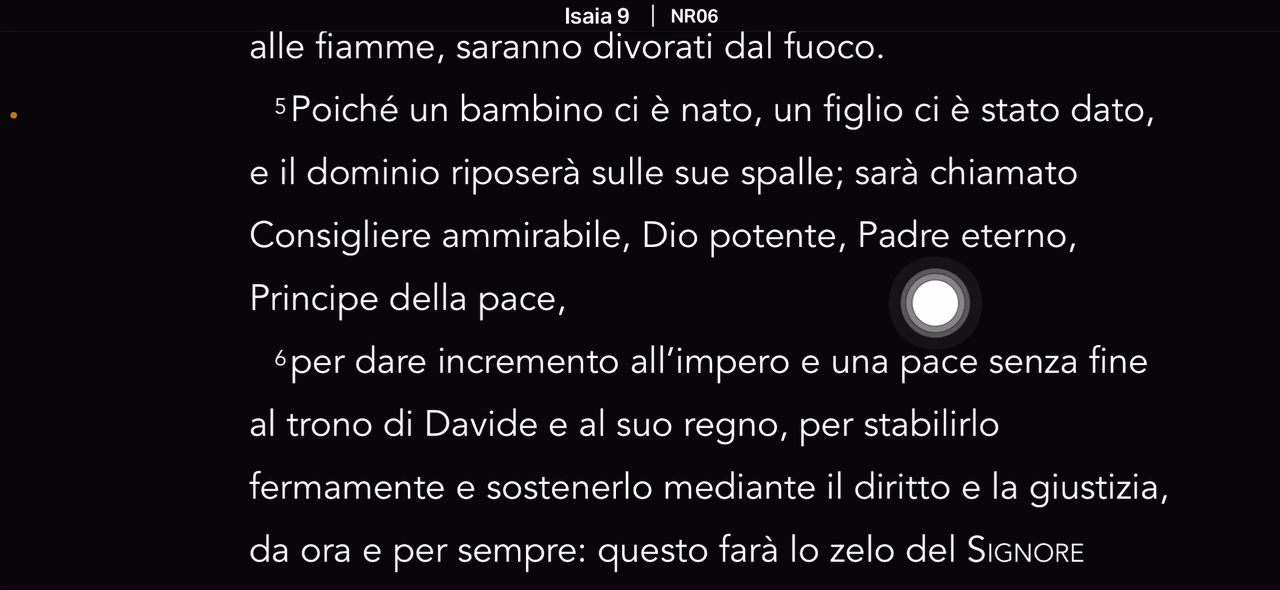 Isaia 9 | NR06
alle fiamme, saranno divorati dal fuoco.
5Poiché un bambino ci è nato, un figlio ci è stato dato,
e il dominio riposerà sulle sue spalle; sarà chiamato
Consigliere ammirabile, Dio potente, Padre eterno,
Principe della pace,
6per dare incremento all’impero e una pace senza fine
al trono di Davide e al suo regno, per stabilirlo
fermamente e sostenerlo mediante il diritto e la giustizia,
da ora e per sempre: questo farà lo zelo del SIGNORE